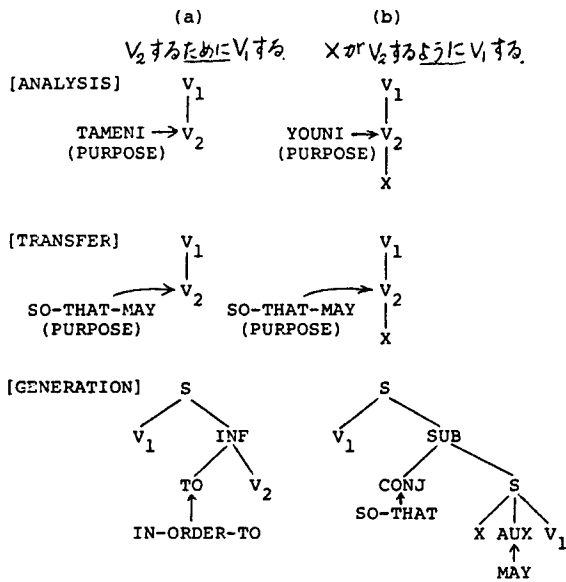 (a) (b)
V2するためにV1する. XがV2するようにV1する.
[ANALYSIS] V1 V1
TAMENI → V2 YOUNI → V2
(PURPOSE) (PURPOSE)
X
[TRANSFER] V1 V1
V2 V2
SO-THAT-MAY SO-THAT-MAY
(PURPOSE) (PURPOSE)
X
[GENERATION] S S
V1 INF V1 SUB
TO V2 CONJ S
IN-ORDER-TO SO-THAT
X AUX V1
MAY